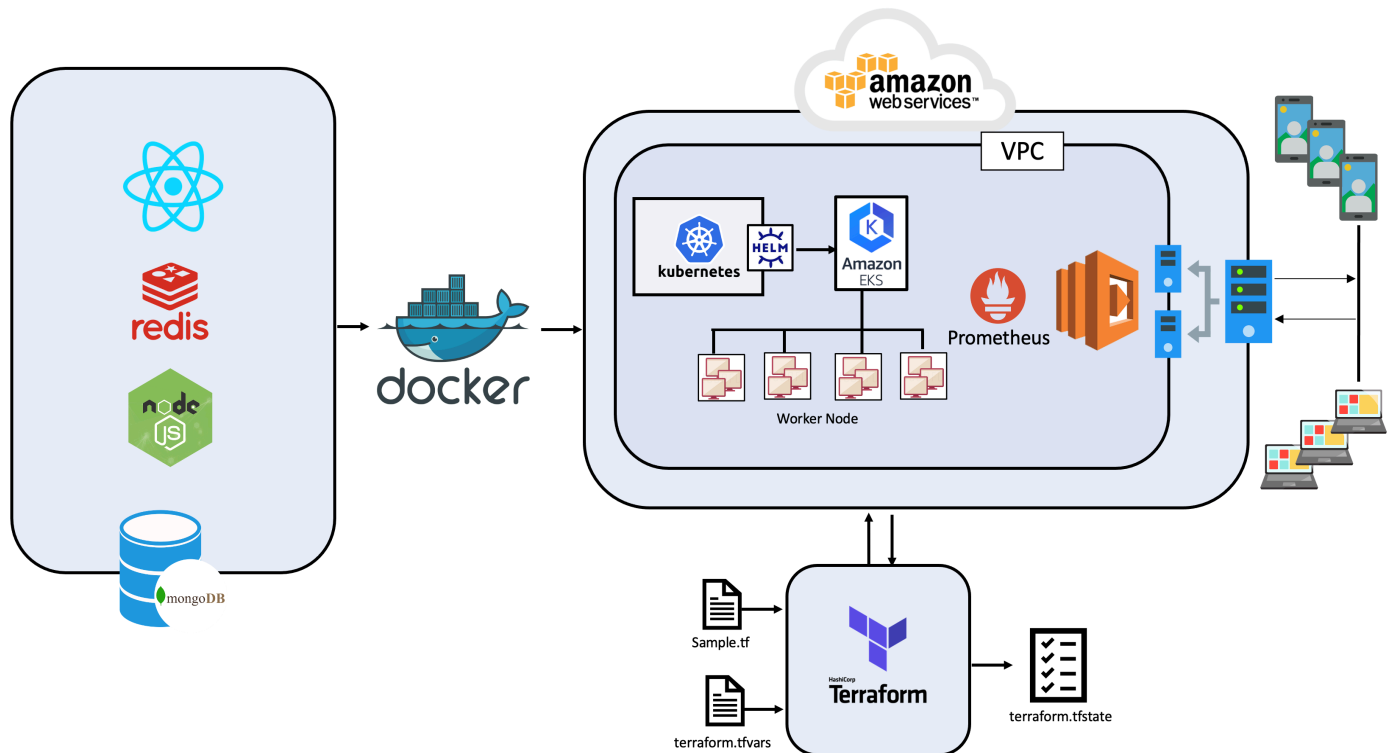 amazon
web services™
VPC
kubernetes
HELM
Amazon
EKS
Prometheus
Worker Node
redis
docker
node
JS
mongoDB
Sample.tf
terraform.tfvars
HashiCorp
Terraform
terraform.tfstate